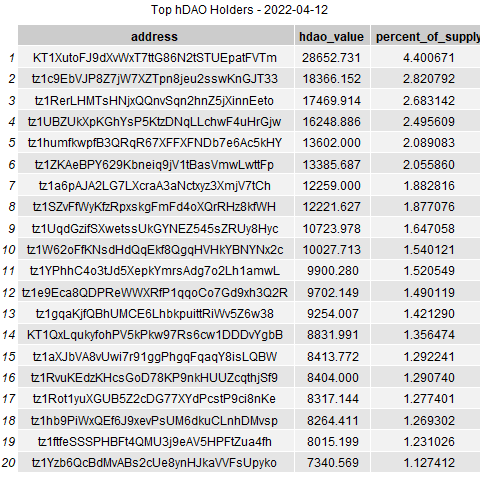 Top hDAO Holders - 2022-04-12
address hdao_value percent_of_supply
1 KT1XutoFJ9dXvWxT7ttG86N2tSTUEpatFVTm 28652.731 4.400671
2 tz1c9EbVJP8Z7jW7XZTpn8jeu2sswKnGJT33 18366.152 2.820792
3 tz1RerLHMTsHNjxQQnvSqn2hnZ5jXinnEeto 17469.914 2.683142
4 tz1UBZUkXpKGhYsP5KtzDNqLLchwF4uHrGjw 16248.886 2.495609
5 tz1humfkwpfB3QRqR67XFFXFNDb7e6Ac5kHY 13602.000 2.089083
6 tz1ZKAeBPY629Kbneiq9jV1tBasVmwLwttFp 13385.687 2.055860
7 tz1a6pAJA2LG7LXcraA3aNctxyz3XmjV7tCh 12259.000 1.882816
8 tz1SZvFfWyKfzRpxskgFmFd4oXQrRHz8kfWH 12221.627 1.877076
9 tz1UqdGzifSXwetssUkGYNEZ545sZRUy8Hyc 10723.978 1.647058
10 tz1W62oFfKNsdHdQqEkf8QgqHVHkYBNYNx2c 10027.713 1.540121
11 tz1YPhhC4o3tJd5XepkYmrsAdg7o2Lh1amwL 9900.280 1.520549
12 tz1e9Eca8QDPReWWXRfP1qqoCo7Gd9xh3Q2R 9702.149 1.490119
13 tz1gqaKjfQBhUMCE6LhbkpuittRiWv5Z6w38 9254.007 1.421290
14 KT1QxLqukyfohPV5kPkw97Rs6cw1DDDvYgbB 8831.991 1.356474
15 tz1aXJbVA8vUwi7r91ggPhgqFqaqY8isLQBW 8413.772 1.292241
16 tz1RvuKEdzKHcsGoD78KP9nkHUUZcqthjSf9 8404.000 1.290740
17 tz1Rot1yuXGUB5Z2cDG77XYdPcstP9ci8nKe 8317.144 1.277401
18 tz1hb9PiWxQEf6J9xevPsUM6dkuCLnhDMvsp 8264.411 1.269302
19 tz1ftfeSSSPHBFt4QMU3j9eAV5HPFtZua4fh 8015.199 1.231026
20 tz1Yzb6QcBdMvABs2cUe8ynHJkaVVFsUpyko 7340.569 1.127412